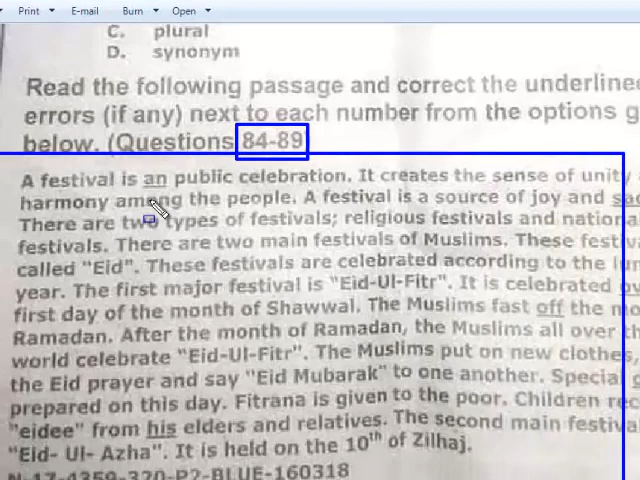 Print E-mail Burn Open
C. plural
D. synonym
Read the following passage and correct the underlined
errors (if any) next to each number from the options g
below. (Questions 84-89)
A festival is an public celebration. It creates the sense of unity
harmony among the people. A festival is a source of joy and
There are two types of festivals; religious festivals and nationa
festivals. There are two main festivals of Muslims. These festiv
called "Eid". These festivals are celebrated according to the lun
year. The first major festival is "Eid-Ul-Fitr". It is celebrated
first day of the month of Shawwal. The Muslims fast off the mo
Ramadan. After the month of Ramadan, the Muslims all over th
world celebrate "Eid-Ul-Fitr". The Muslims put on new clothes,
the Eid prayer and say "Eid Mubarak" to one another. Special
prepared on this day. Fitrana is given to the poor. Children rec
"eidee" from his elders and relatives. The second main festiva
"Eid- Ul- Azha". It is held on the 10th of Zilhaj.
N-17-4359-320-P2-BLUE-160318